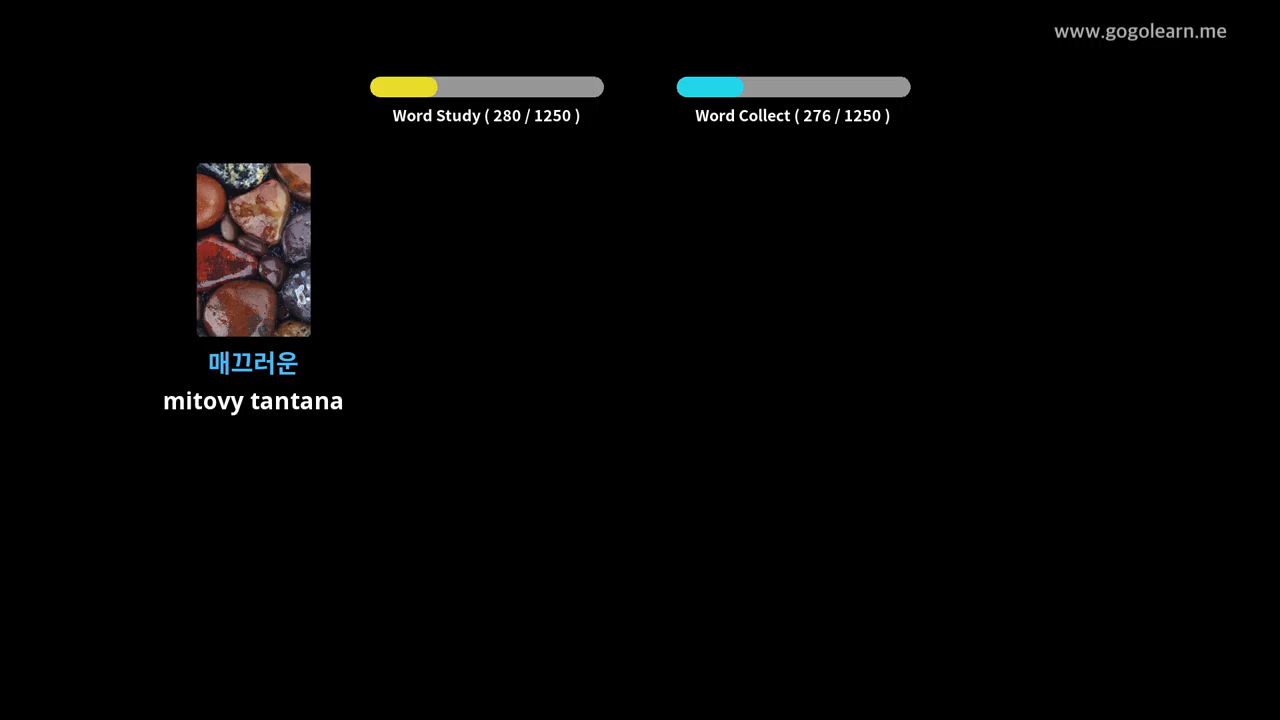 www.gogolearn.me
Word Study ( 280 / 1250 )
Word Collect ( 276 / 1250 )
매끄러운
mitovy tantana